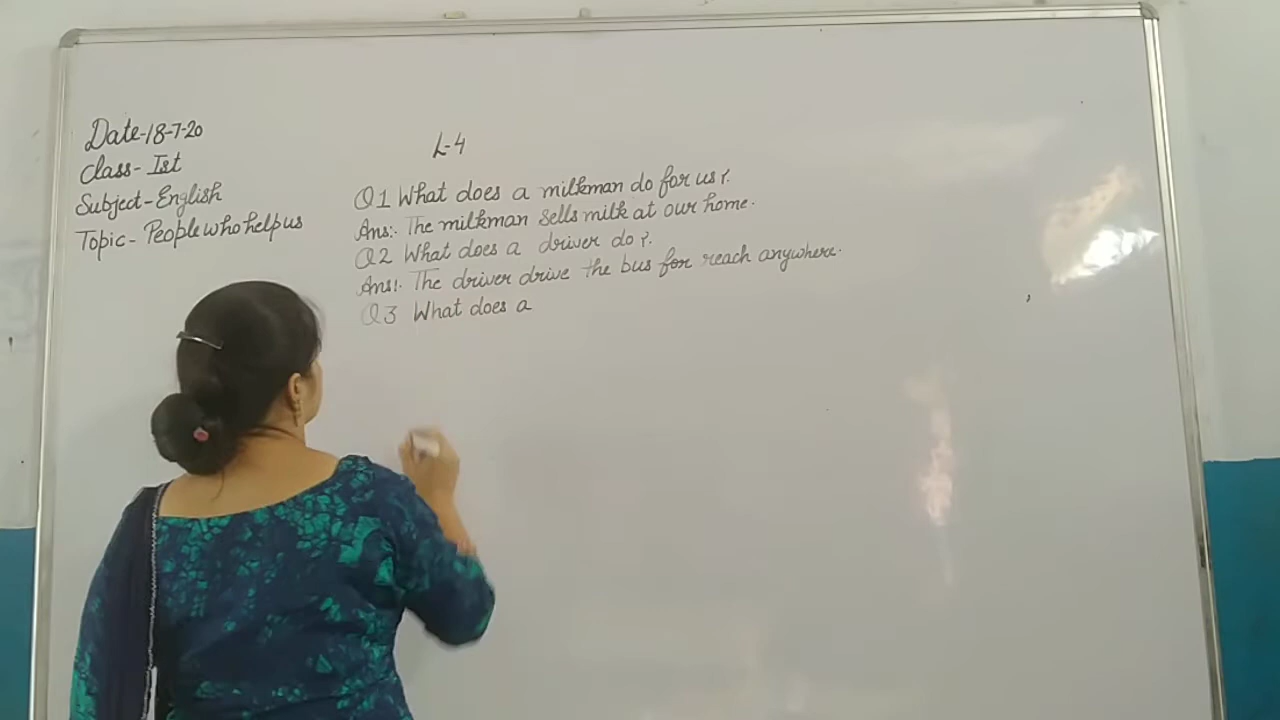 Date-18-7-20
Class- Ist
Subject-English
Topic- People who help us
L-4
Q1 What does a milkman do for us?.
Ans:. The milkman sells milk at our home.
Q2 What does a driver do?.
Ans:. The driver drive the bus for reach anywhere.
Q3 What does a